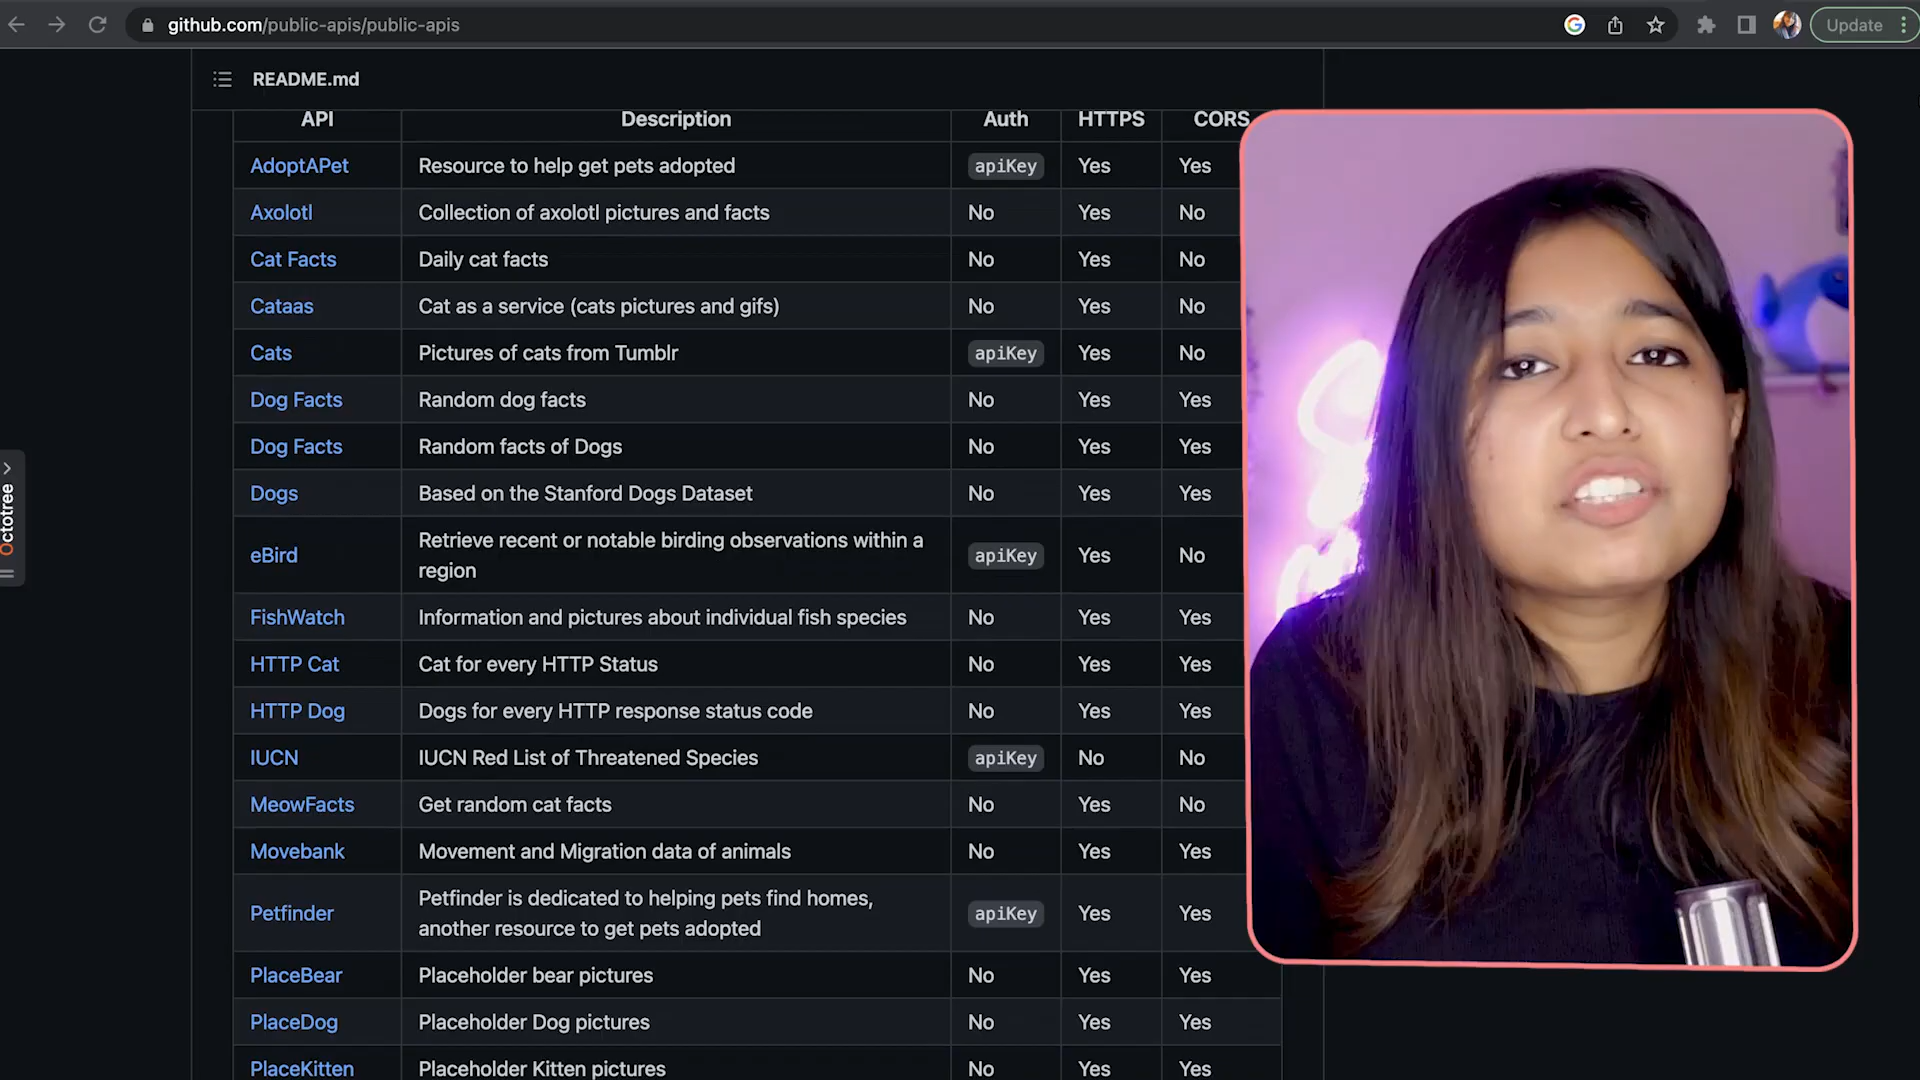 github.com/public-apis/public-apis
Update
README.md
API Description Auth HTTPS CORS
AdoptAPet Resource to help get pets adopted apiKey Yes Yes
Axolotl Collection of axolotl pictures and facts No Yes No
Cat Facts Daily cat facts No Yes No
Cataas Cat as a service (cats pictures and gifs) No Yes No
Cats Pictures of cats from Tumblr apiKey Yes No
Dog Facts Random dog facts No Yes Yes
Dog Facts Random facts of Dogs No Yes Yes
Dogs Based on the Stanford Dogs Dataset No Yes Yes
eBird Retrieve recent or notable birding observations within a
region apiKey Yes No
FishWatch Information and pictures about individual fish species No Yes Yes
HTTP Cat Cat for every HTTP Status No Yes Yes
HTTP Dog Dogs for every HTTP response status code No Yes Yes
IUCN IUCN Red List of Threatened Species apiKey No No
MeowFacts Get random cat facts No Yes No
Movebank Movement and Migration data of animals No Yes Yes
Petfinder Petfinder is dedicated to helping pets find homes,
another resource to get pets adopted apiKey Yes Yes
PlaceBear Placeholder bear pictures No Yes Yes
PlaceDog Placeholder Dog pictures No Yes Yes
PlaceKitten Placeholder Kitten pictures No Yes Yes
Octotree